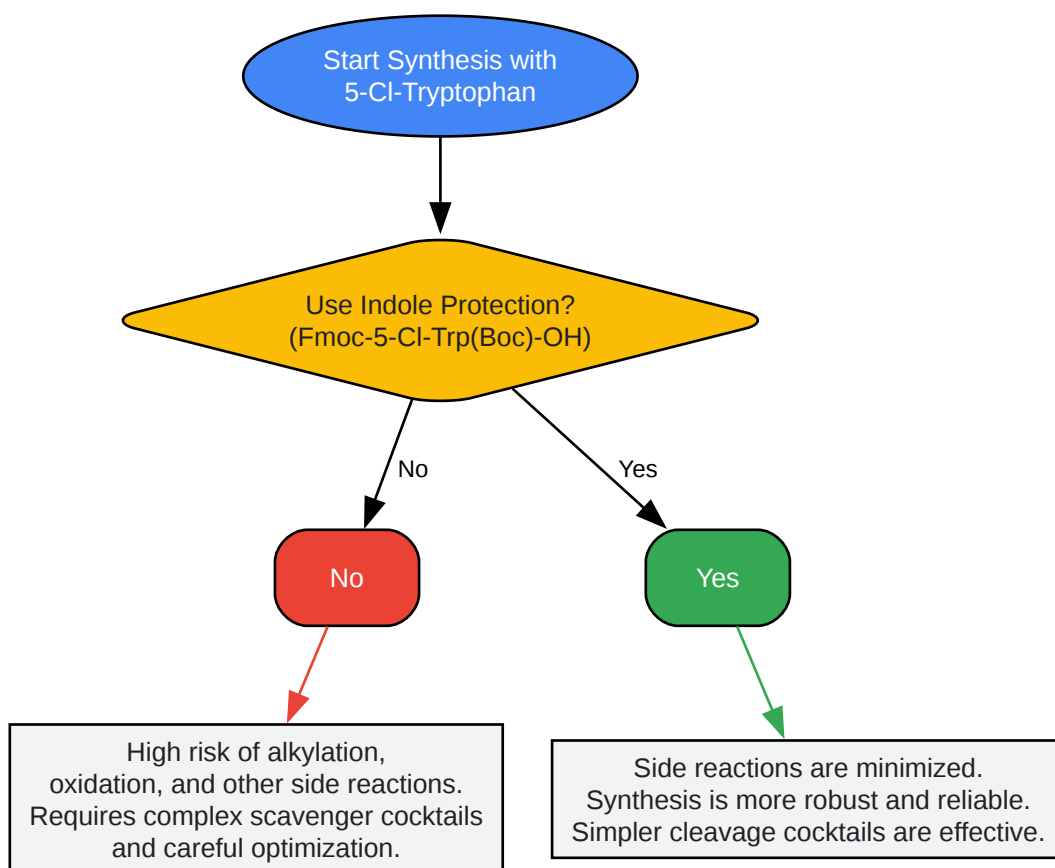 Start Synthesis with
5-Cl-Tryptophan
Use Indole Protection?
(Fmoc-5-Cl-Trp(Boc)-OH)
No
Yes
No
Yes
High risk of alkylation,
oxidation, and other side reactions.
Requires complex scavenger cocktails
and careful optimization.
Side reactions are minimized.
Synthesis is more robust and reliable.
Simpler cleavage cocktails are effective.